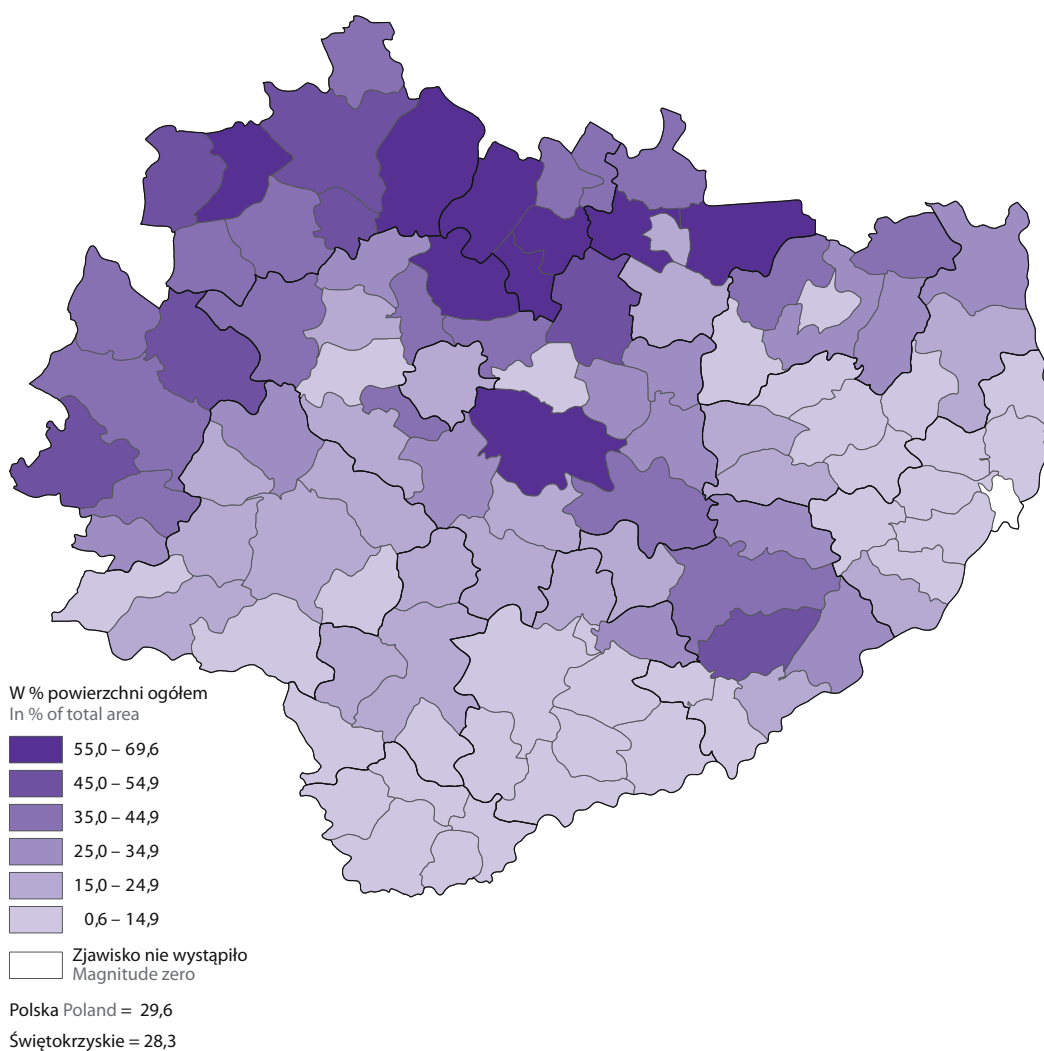 W % powierzchni ogółem
In % of total area
55,0 – 69,6
45,0 – 54,9
35,0 – 44,9
25,0 – 34,9
15,0 – 24,9
0,6 – 14,9
Zjawisko nie wystąpiło
Magnitude zero
Polska Poland = 29,6
Świętokrzyskie = 28,3